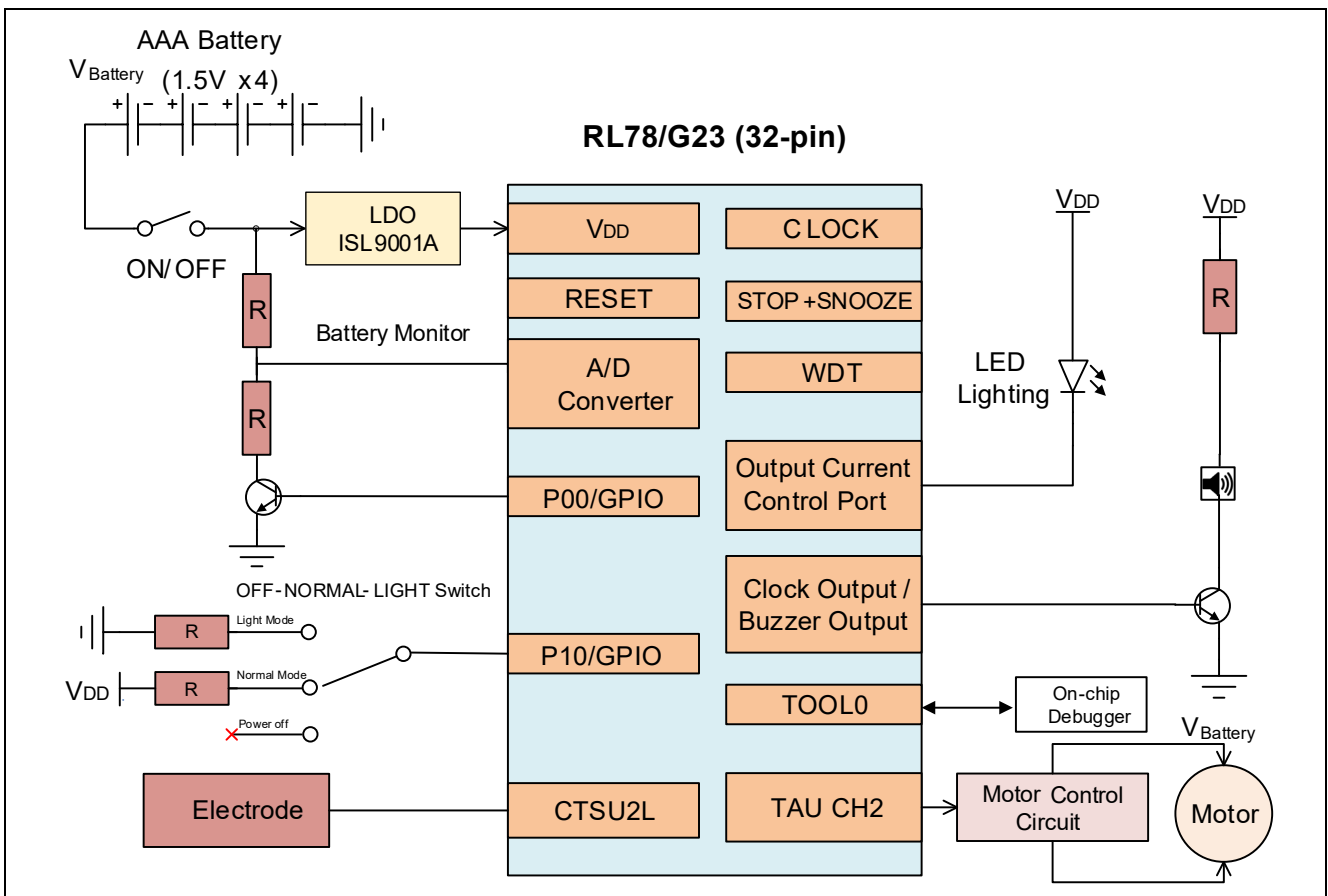 AAA Battery
VBattery
(1.5V x4)
+ - + - + - + -
RL78/G23 (32-pin)
LDO
ISL9001A
ON/OFF
VDD
CLOCK
VDD
VDD
RESET
STOP+SNOOZE
R
R
Battery Monitor
A/D
Converter
WDT
LED
Lighting
R
Output Current
Control Port
P00/GPIO
OFF-NORMAL-LIGHT Switch
Clock Output /
Buzzer Output
R
Light Mode
P10/GPIO
VDD
R
Normal Mode
TOOL0
On-chip
Debugger
Power off
VBattery
Electrode
CTSU2L
TAU CH2
Motor Control
Circuit
Motor